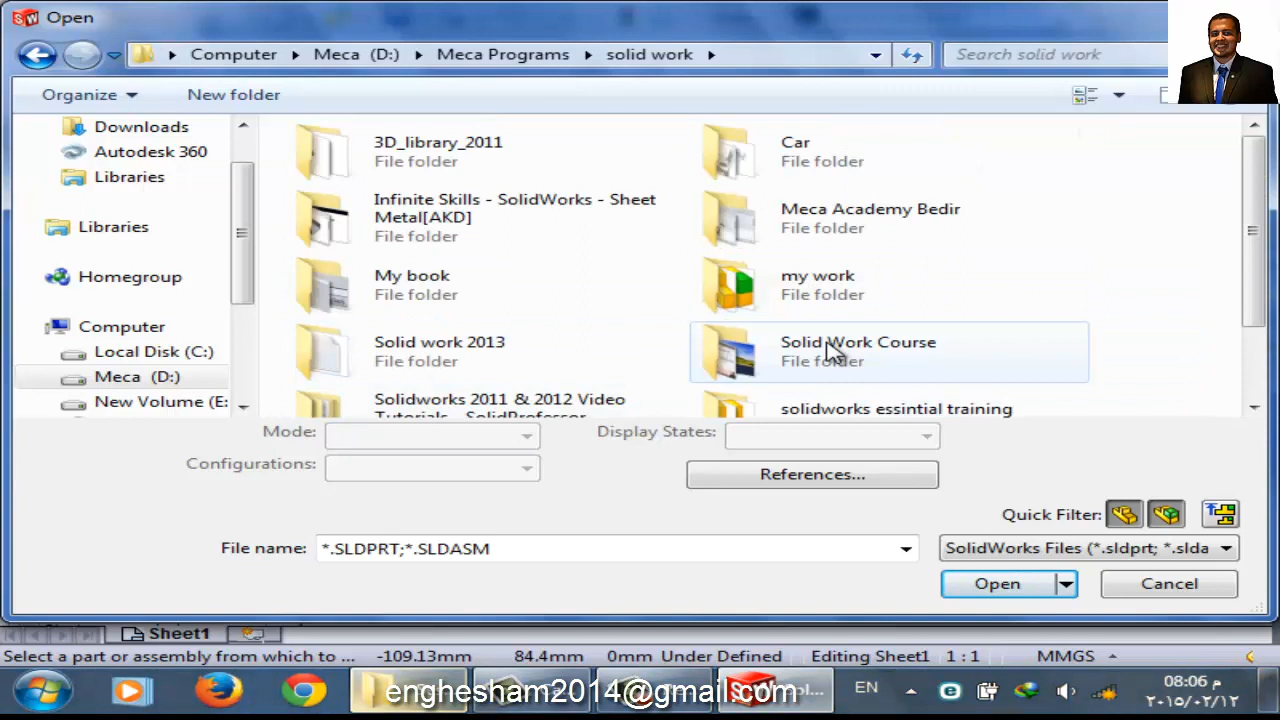 Open
Computer Meca (D:) Meca Programs solid work
Search solid work
Organize New folder
Downloads
Autodesk 360
Libraries
Libraries
Homegroup
Computer
Local Disk (C:)
Meca (D:)
New Volume (E:
3D_library_2011
File folder
Car
File folder
Infinite Skills - SolidWorks - Sheet
Metal[AKD]
File folder
Meca Academy Bedir
File folder
My book
File folder
my work
File folder
Solid work 2013
File folder
Solid Work Course
File folder
Solidworks 2011 & 2012 Video
Tutorials - SolidProfessor
solidworks essintial training
Mode:
Display States:
Configurations:
References...
Quick Filter:
File name: *.SLDPRT;*.SLDASM
SolidWorks Files (*.sldprt; *.slda
Open Cancel
Sheet1
Select a part or assembly from which to ... -109.13mm 84.4mm 0mm Under Defined Editing Sheet1 1 : 1 MMGS
enghesham2014@gmail.com
EN
08:06 م
٢٠١٥/٠٢/١٢